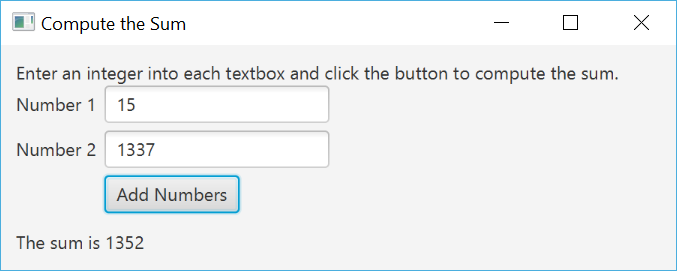 Compute the Sum
Enter an integer into each textbox and click the button to compute the sum.
Number 1 15
Number 2 1337
Add Numbers
The sum is 1352